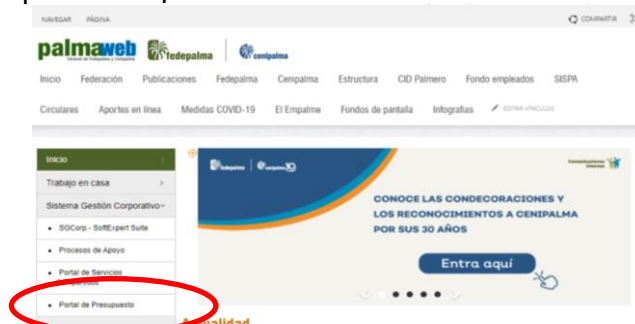 NAVEGAR PÁGINA COMPARTIR
palmaweb fedepalma Cenipalma
Inicio Federación Publicaciones Fedepalma Cenipalma Estructura CID Palmero Fondo empleados SISPA
Circulares Aportes en línea Medidas COVID-19 El Empalme Fondos de pantalla Infografías EDITAR VÍNCULOS
Inicio
Trabajo en casa
Sistema Gestión Corporativo
SGCorp - SoftExpert Suite
Procesos de Apoyo
Portal de Servicios
Portal de Presupuesto
Fedepalma Cenipalma
CONOCE LAS CONDECORACIONES Y
LOS RECONOCIMIENTOS A CENIPALMA
POR SUS 30 AÑOS
Entra aquí